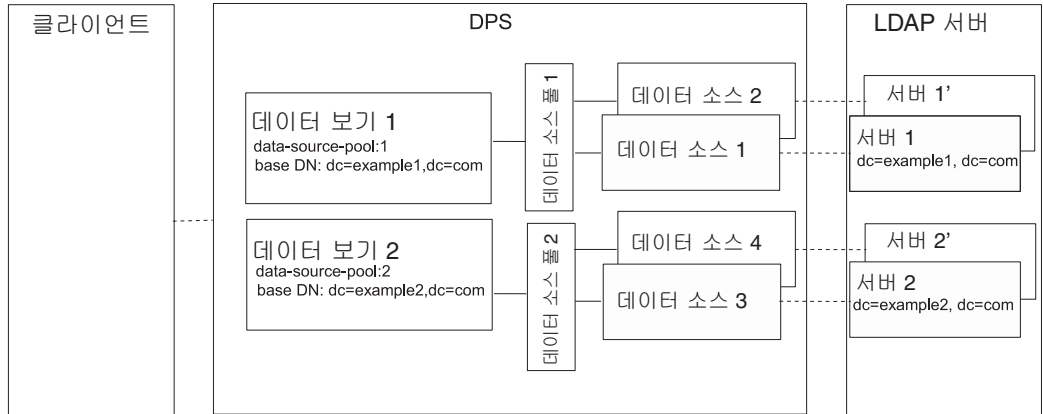 클라이언트
DPS
LDAP 서버
데이터 보기 1
data-source-pool:1
base DN: dc=example1,dc=com
데이터 소스 풀 1
데이터 소스 2
데이터 소스 1
서버 1’
서버 1
dc=example1, dc=com
데이터 보기 2
data-source-pool:2
base DN: dc=example2,dc=com
데이터 소스 풀 2
데이터 소스 4
데이터 소스 3
서버 2’
서버 2
dc=example2, dc=com